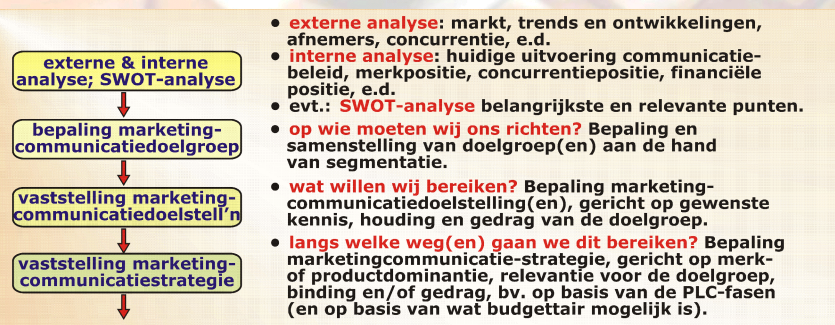 externe & interne
analyse; SWOT-analyse
• externe analyse: markt, trends en ontwikkelingen,
afnemers, concurrentie, e.d.
• interne analyse: huidige uitvoering communicatie-
beleid, merkpositie, concurrentiepositie, financiële
positie, e.d.
• evt.: SWOT-analyse belangrijkste en relevante punten.
bepaling marketing-
communicatiedoelgroep
• op wie moeten wij ons richten? Bepaling en
samenstelling van doelgroep(en) aan de hand
van segmentatie.
vaststelling marketing-
communicatiedoelstell'n
• wat willen wij bereiken? Bepaling marketing-
communicatiedoelstelling(en), gericht op gewenste
kennis, houding en gedrag van de doelgroep.
vaststelling marketing-
communicatiestrategie
• langs welke weg(en) gaan we dit bereiken? Bepaling
marketingcommunicatie-strategie, gericht op merk-
of productdominantie, relevantie voor de doelgroep,
binding en/of gedrag, bv. op basis van de PLC-fasen
(en op basis van wat budgettair mogelijk is).